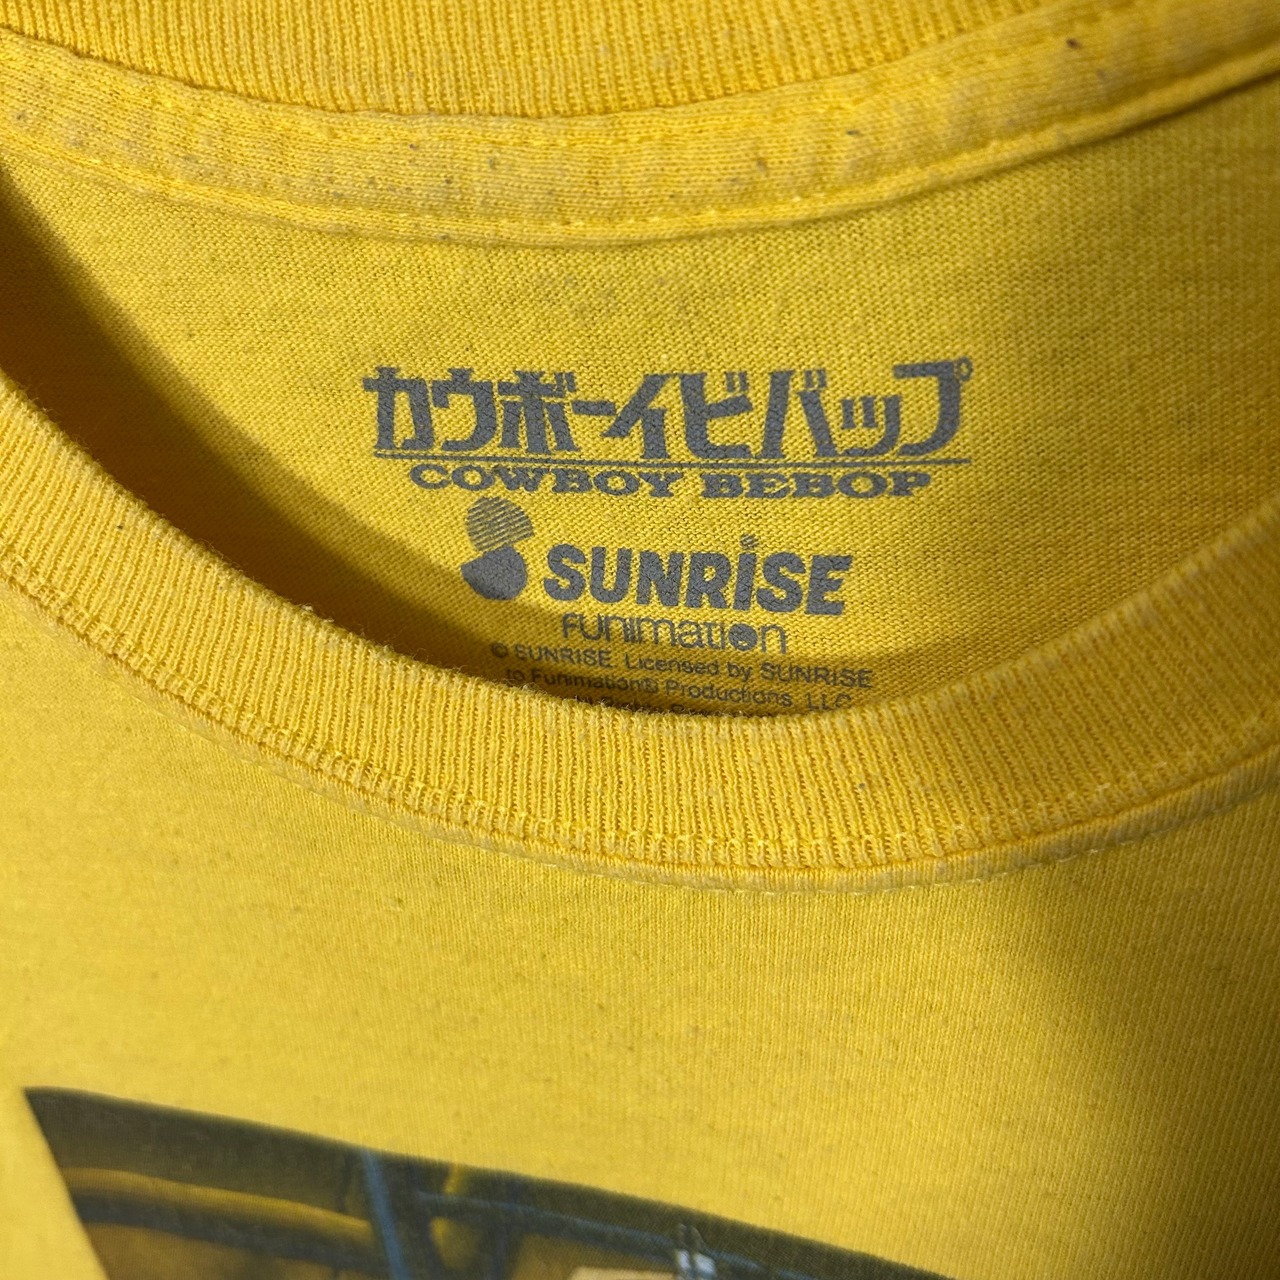 カウボーイビバップ
COWBOY BEBOP
SUNRISE
FUNIMATION
© SUNRISE. Licensed by SUNRISE
to Funimation® Productions, LLC.